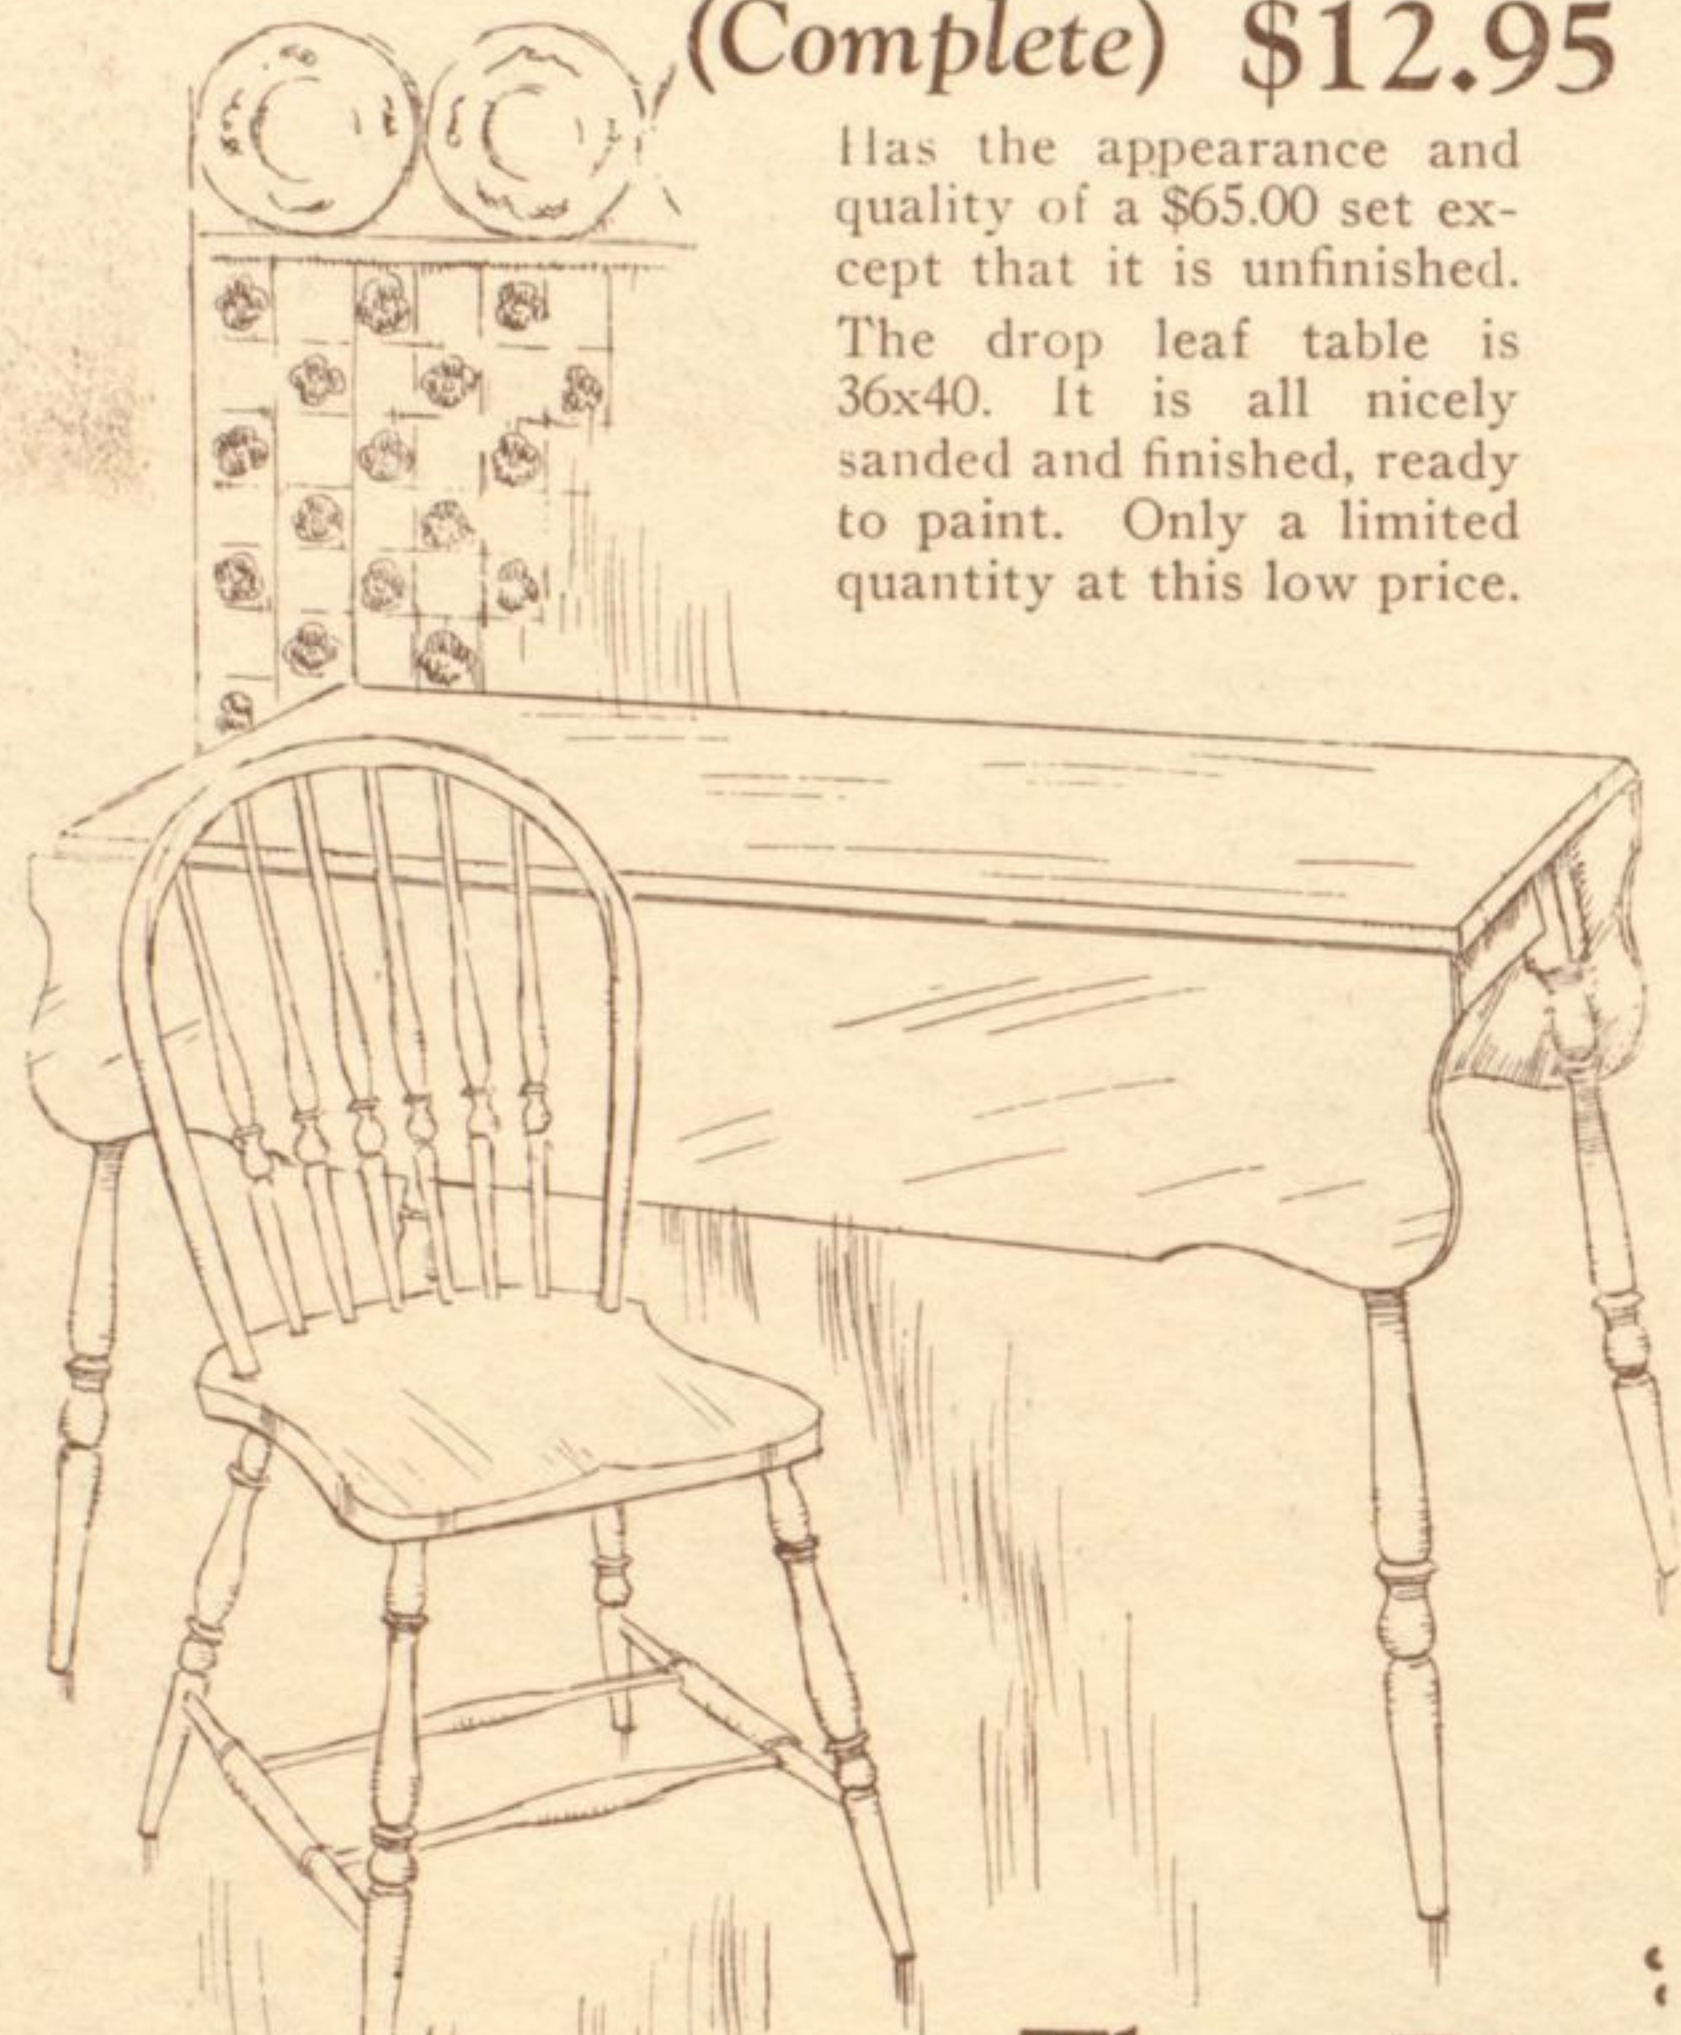 (Complete) $12.95
Has the appearance and
quality of a $65.00 set ex-
cept that it is unfinished.
The drop leaf table is
36x40. It is all nicely
sanded and finished, ready
to paint. Only a limited
quantity at this low price.